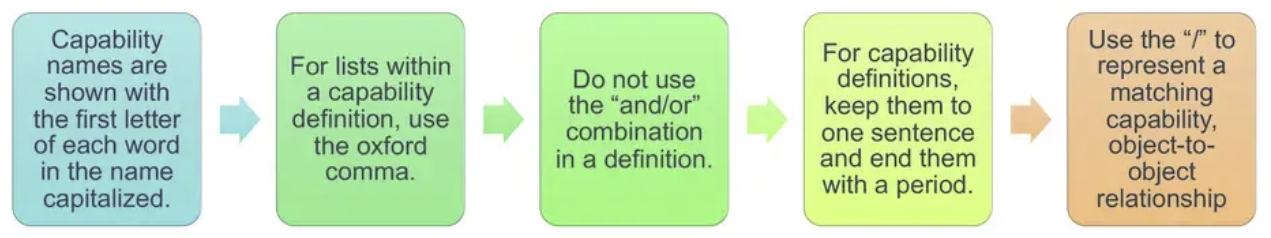 Capability
names are
shown with
the first letter
of each word
in the name
capitalized.
For lists within
a capability
definition, use
the oxford
comma.
Do not use
the “and/or”
combination
in a definition.
For capability
definitions,
keep them to
one sentence
and end them
with a period.
Use the “/” to
represent a
matching
capability,
object-to-
object
relationship